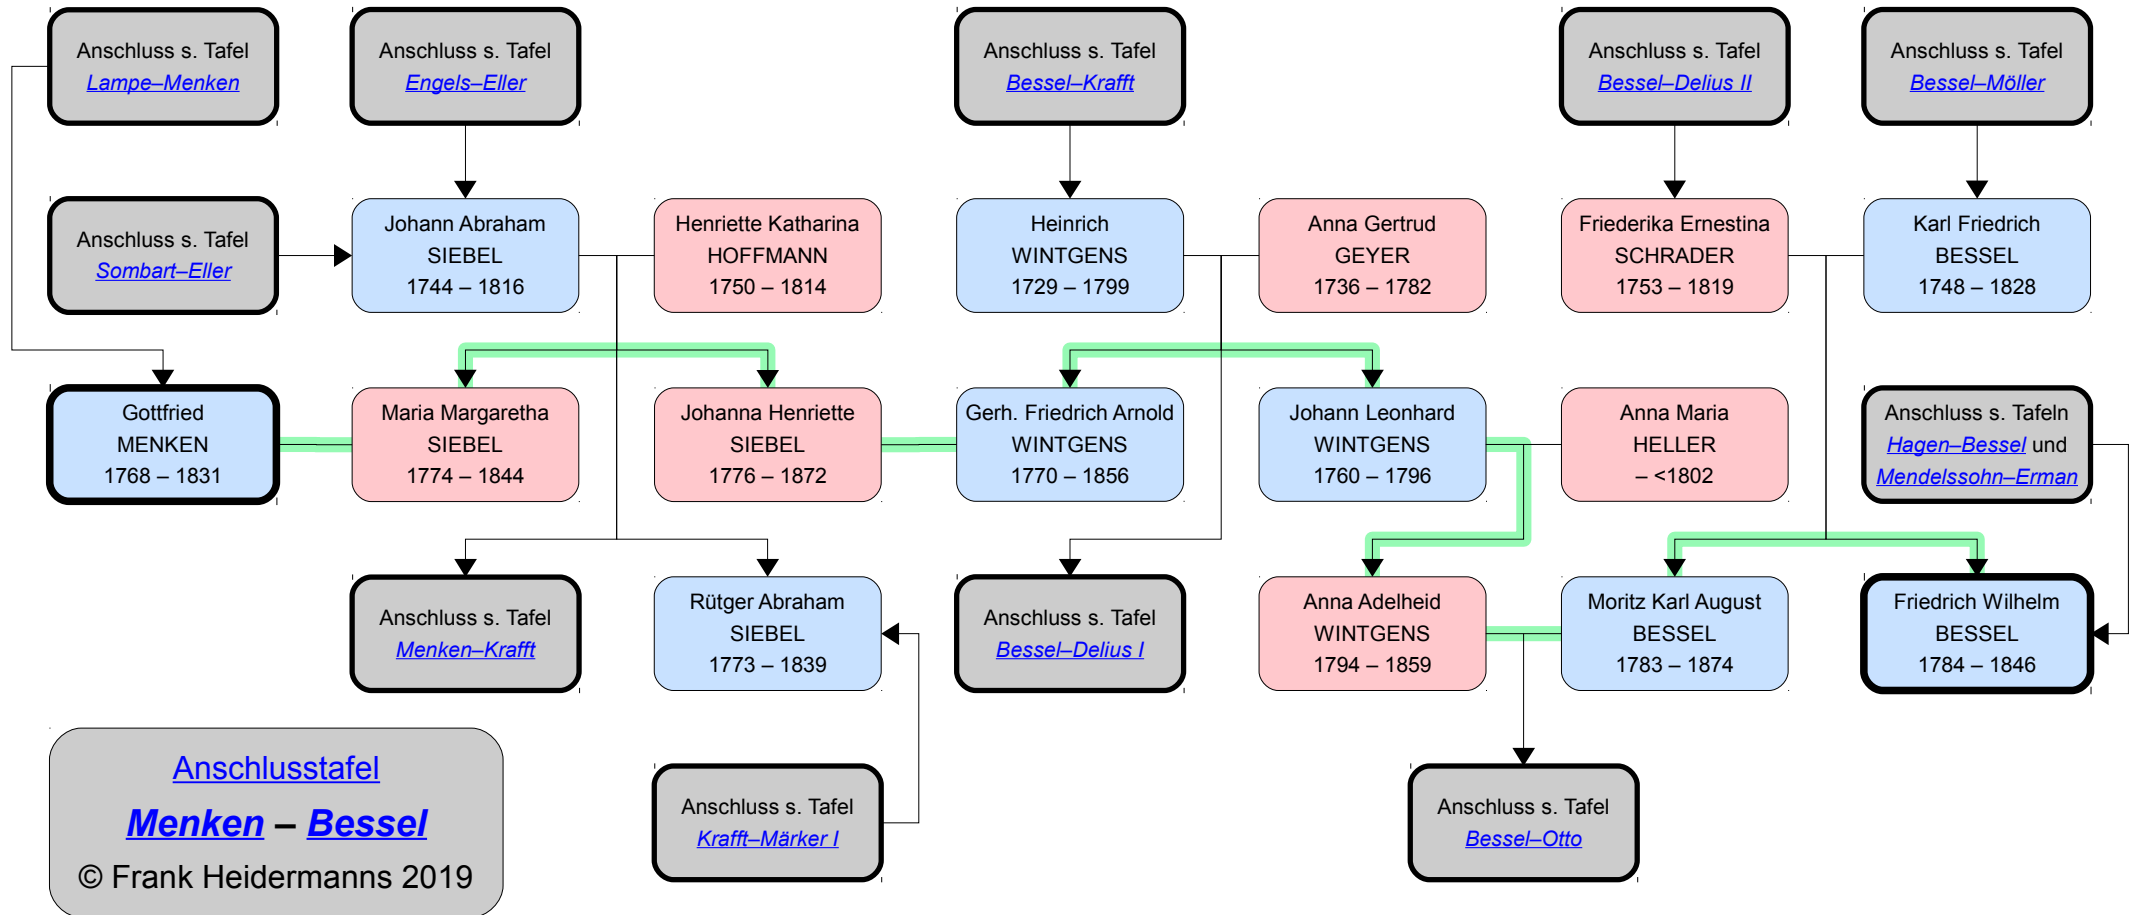 Anschluss s. Tafel
Lampe–Menken
Anschluss s. Tafel
Engels–Eller
Anschluss s. Tafel
Bessel–Krafft
Anschluss s. Tafel
Bessel–Delius II
Anschluss s. Tafel
Bessel–Möller
Anschluss s. Tafel
Sombart–Eller
Johann Abraham
SIEBEL
1744 – 1816
Henriette Katharina
HOFFMANN
1750 – 1814
Heinrich
WINTGENS
1729 – 1799
Anna Gertrud
GEYER
1736 – 1782
Friederika Ernestina
SCHRADER
1753 – 1819
Karl Friedrich
BESSEL
1748 – 1828
Gottfried
MENKEN
1768 – 1831
Maria Margaretha
SIEBEL
1774 – 1844
Johanna Henriette
SIEBEL
1776 – 1872
Gerh. Friedrich Arnold
WINTGENS
1770 – 1856
Johann Leonhard
WINTGENS
1760 – 1796
Anna Maria
HELLER
– <1802
Anschluss s. Tafeln
Hagen–Bessel und
Mendelssohn–Erman
Anschluss s. Tafel
Menken–Krafft
Rütger Abraham
SIEBEL
1773 – 1839
Anschluss s. Tafel
Bessel–Delius I
Anna Adelheid
WINTGENS
1794 – 1859
Moritz Karl August
BESSEL
1783 – 1874
Friedrich Wilhelm
BESSEL
1784 – 1846
Anschlusstafel
Menken – Bessel
© Frank Heidermanns 2019
Anschluss s. Tafel
Krafft–Märker I
Anschluss s. Tafel
Bessel–Otto